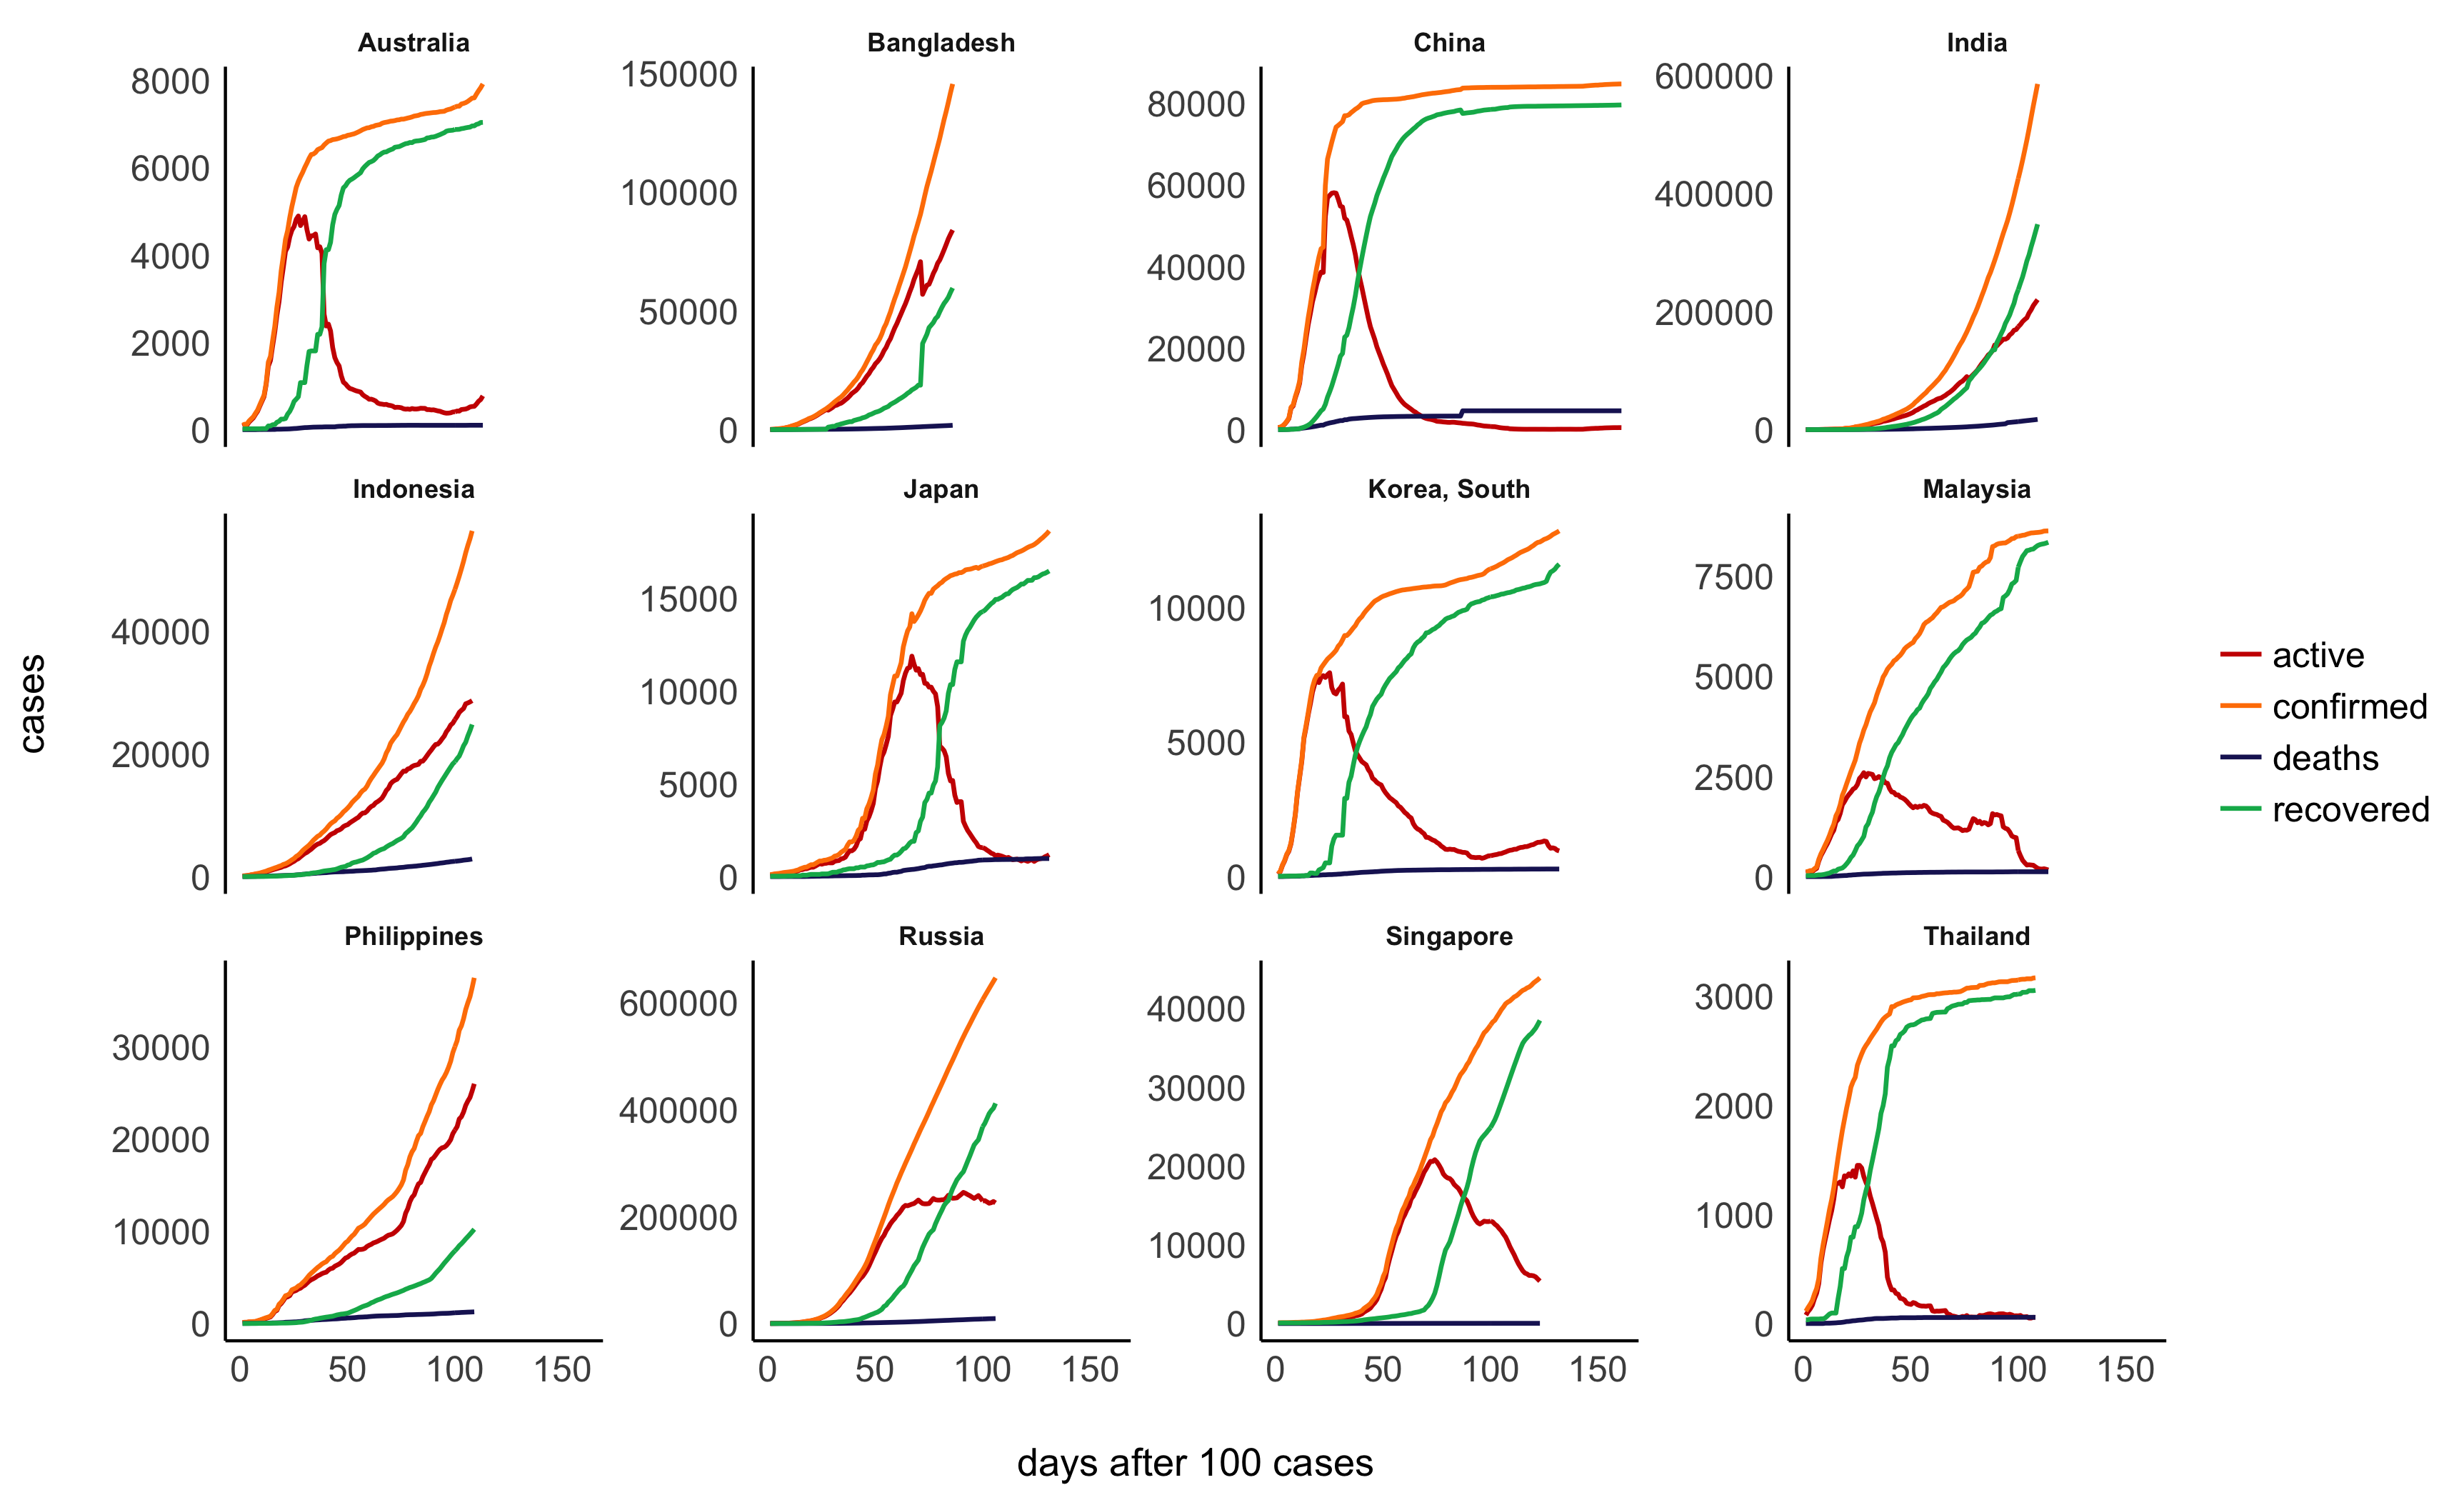 Australia
Bangladesh
China
India
8000
6000
4000
2000
0
150000
100000
50000
0
80000
60000
40000
20000
0
600000
400000
200000
0
Indonesia
Japan
Korea, South
Malaysia
40000
20000
0
15000
10000
5000
0
10000
5000
0
7500
5000
2500
0
cases
active
confirmed
deaths
recovered
Philippines
Russia
Singapore
Thailand
30000
20000
10000
0
600000
400000
200000
0
40000
30000
20000
10000
0
3000
2000
1000
0
0 50 100 150
0 50 100 150
0 50 100 150
0 50 100 150
days after 100 cases